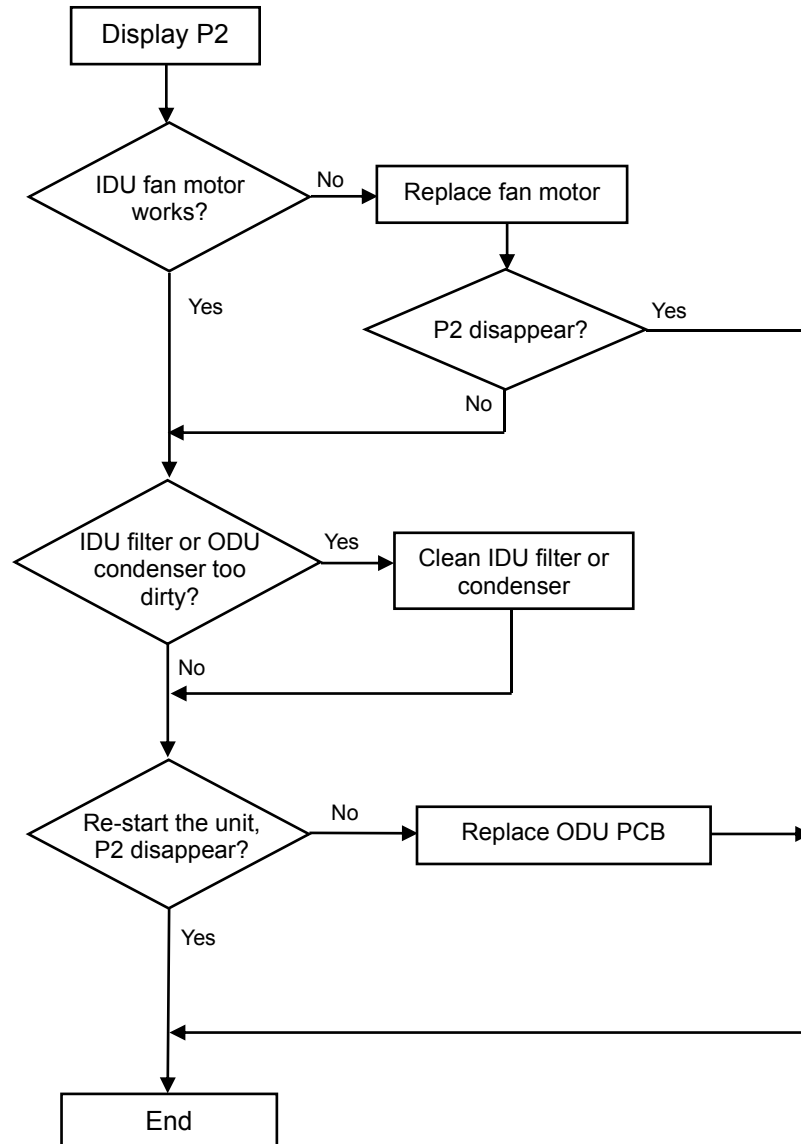 Display P2
IDU fan motor
works?
No
Replace fan motor
Yes
P2 disappear?
Yes
No
IDU filter or ODU
condenser too
dirty?
Yes
Clean IDU filter or
condenser
No
Re-start the unit,
P2 disappear?
No
Replace ODU PCB
Yes
End